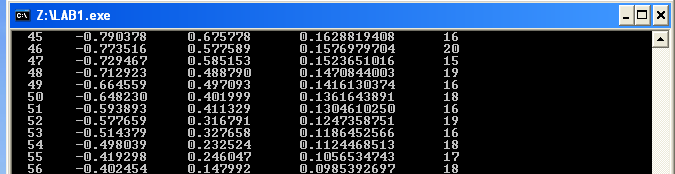 Z:\LAB1.exe
45 -0.790378 0.675778 0.1628819408 16
46 -0.773516 0.577589 0.1576979704 20
47 -0.729467 0.585153 0.1523651016 15
48 -0.712923 0.488790 0.1470844003 19
49 -0.664559 0.497093 0.1416130374 16
50 -0.648230 0.401999 0.1361643891 18
51 -0.593893 0.411329 0.1304610250 16
52 -0.577659 0.316791 0.1247358751 19
53 -0.514379 0.327658 0.1186452566 16
54 -0.498039 0.232524 0.1124468513 18
55 -0.419298 0.246047 0.1056534743 17
56 -0.402454 0.147992 0.0985392697 18